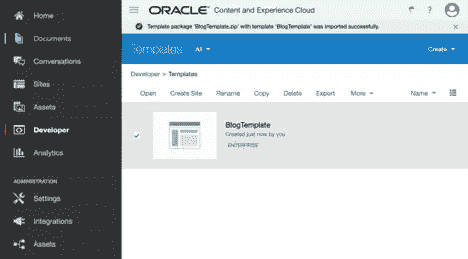 ORACLE Content and Experience Cloud
Template package 'BlogTemplate.zip' with template 'BlogTemplate' was imported successfully.
Home
Documents
Conversations
Sites
Assets
Developer
Analytics
ADMINISTRATION
Settings
Integrations
Assets
Templates All Create
Developer > Templates
Open Create Site Rename Copy Delete Export More Name
BlogTemplate
Created just now by you
ENTERPRISE